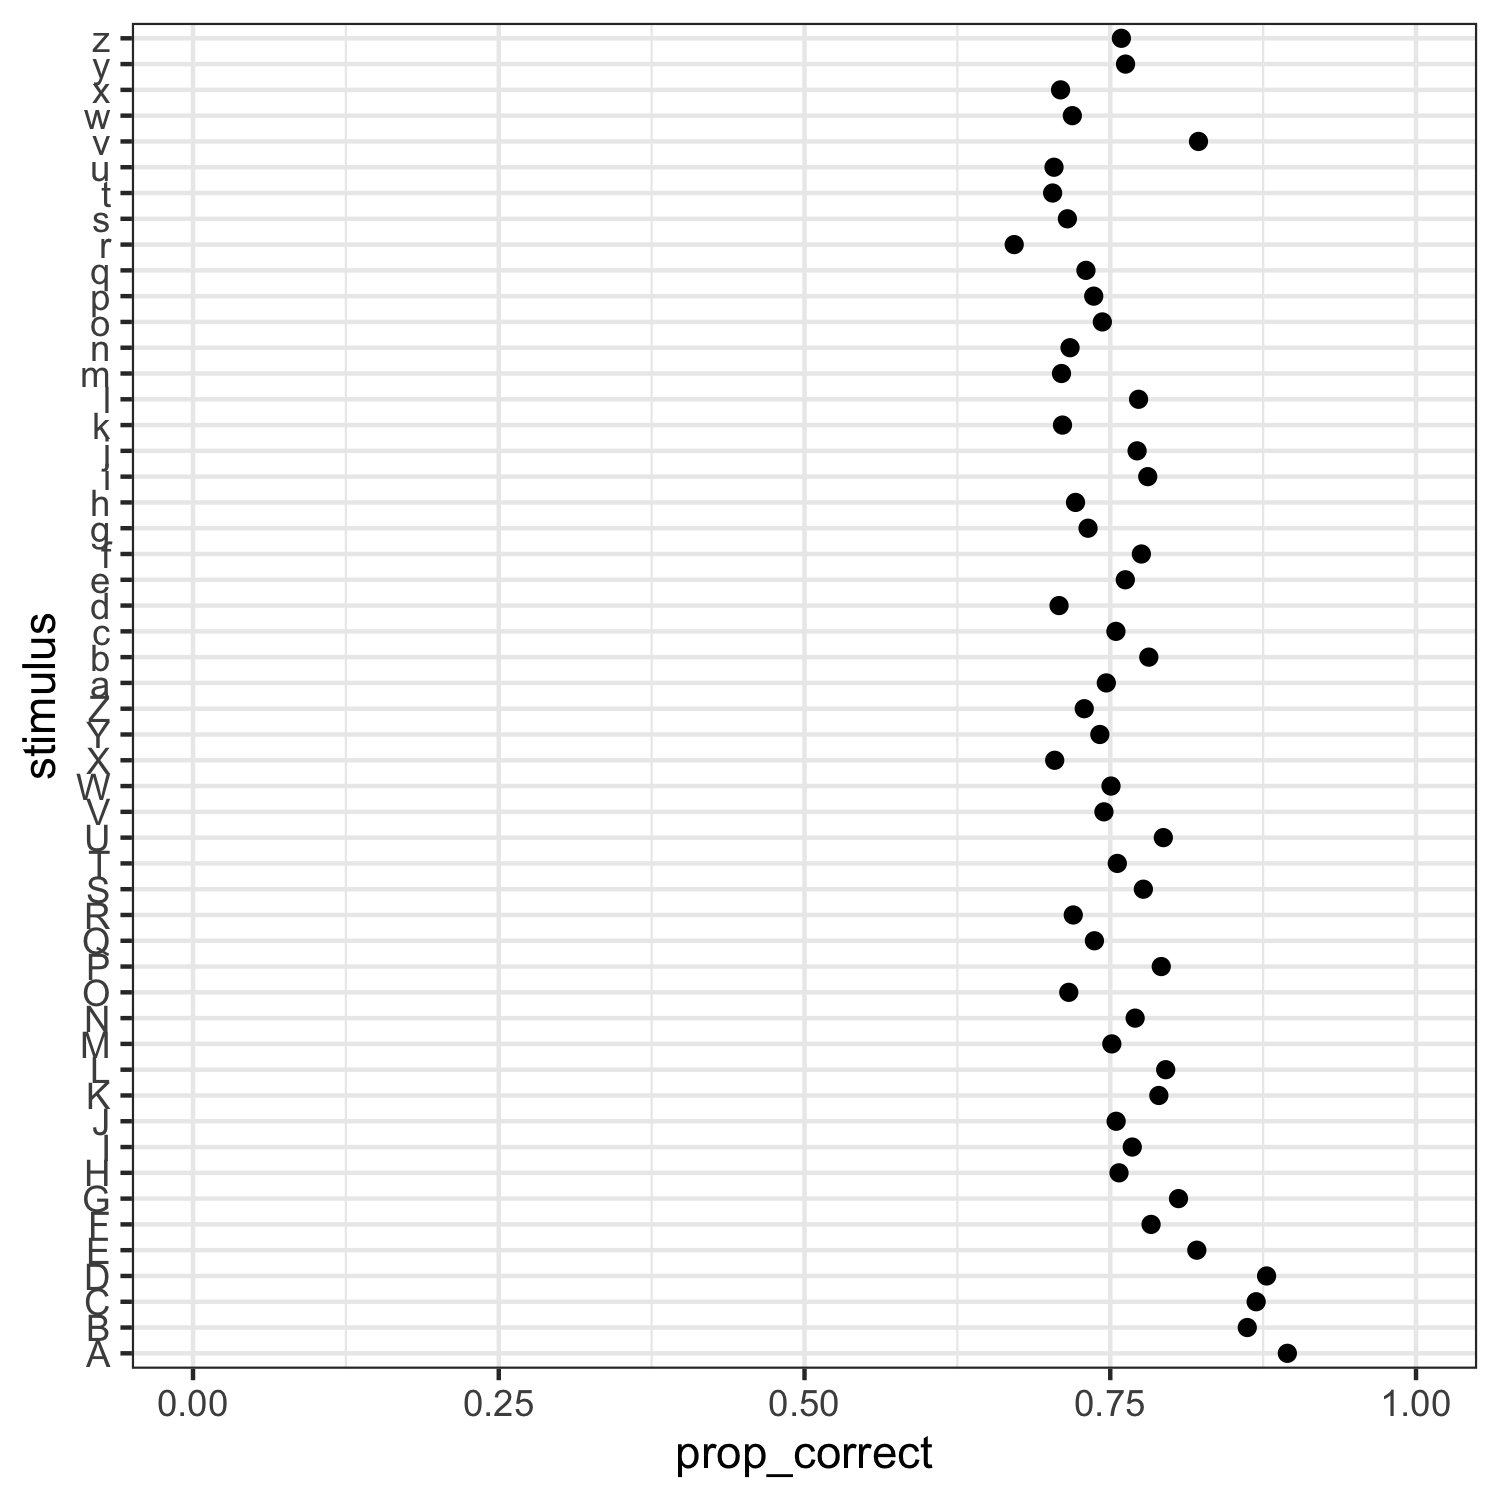 z
y
x
w
v
u
t
s
r
q
p
o
n
m
l
k
j
i
h
g
f
e
d
c
b
a
Z
Y
X
W
V
U
T
S
R
Q
P
O
N
M
L
K
J
I
H
G
F
E
D
C
B
A
stimulus
0.00 0.25 0.50 0.75 1.00
prop_correct